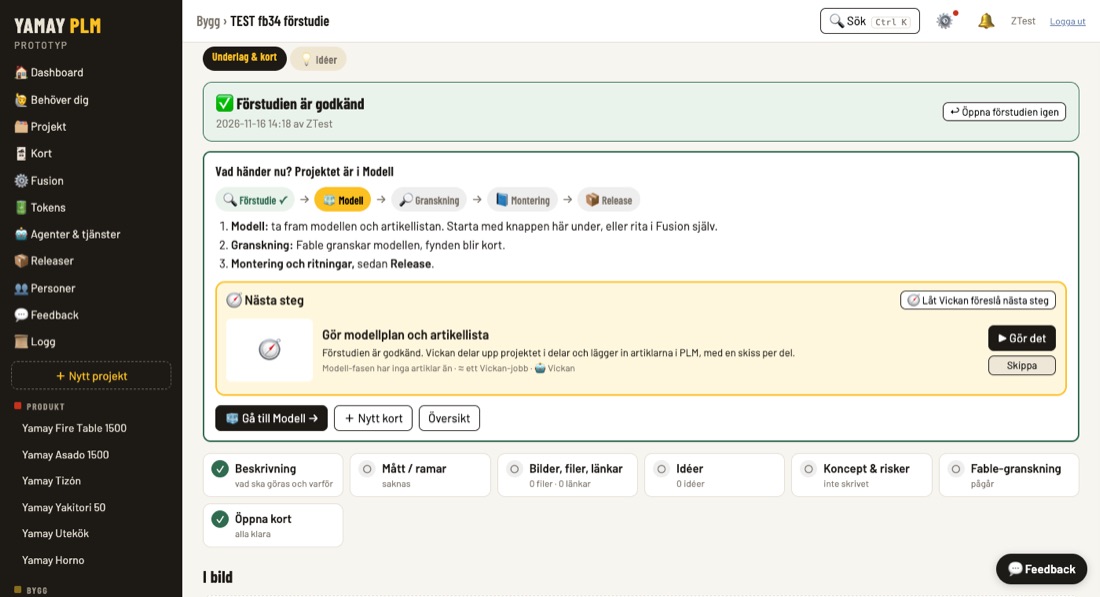 YAMAY PLM
PROTOTYP
Dashboard
Behöver dig
Projekt
Kort
Fusion
Tokens
Agenter & tjänster
Releaser
Personer
Feedback
Logg
+ Nytt projekt
PRODUKT
Yamay Fire Table 1500
Yamay Asado 1500
Yamay Tizón
Yamay Yakitori 50
Yamay Utekök
Yamay Horno
BYGG
Bygg › TEST fb34 förstudie
Sök Ctrl K
ZTest
Logga ut
Underlag & kort
Idéer
Förstudien är godkänd
2026-11-16 14:18 av ZTest
↩ Öppna förstudien igen
Vad händer nu? Projektet är i Modell
Förstudie ✓ → Modell → Granskning → Montering → Release
1. Modell: ta fram modellen och artikellistan. Starta med knappen här under, eller rita i Fusion själv.
2. Granskning: Fable granskar modellen, fynden blir kort.
3. Montering och ritningar, sedan Release.
Nästa steg
Låt Vickan föreslå nästa steg
Gör modellplan och artikellista
Förstudien är godkänd. Vickan delar upp projektet i delar och lägger in artiklarna i PLM, med en skiss per del.
Modell-fasen har inga artiklar än · ≈ ett Vickan-jobb · Vickan
▶ Gör det
Skippa
Gå till Modell →
+ Nytt kort
Översikt
Beskrivning
vad ska göras och varför
Mått / ramar
saknas
Bilder, filer, länkar
0 filer · 0 länkar
Idéer
0 idéer
Koncept & risker
inte skrivet
Fable-granskning
pågår
Öppna kort
alla klara
I bild
Feedback